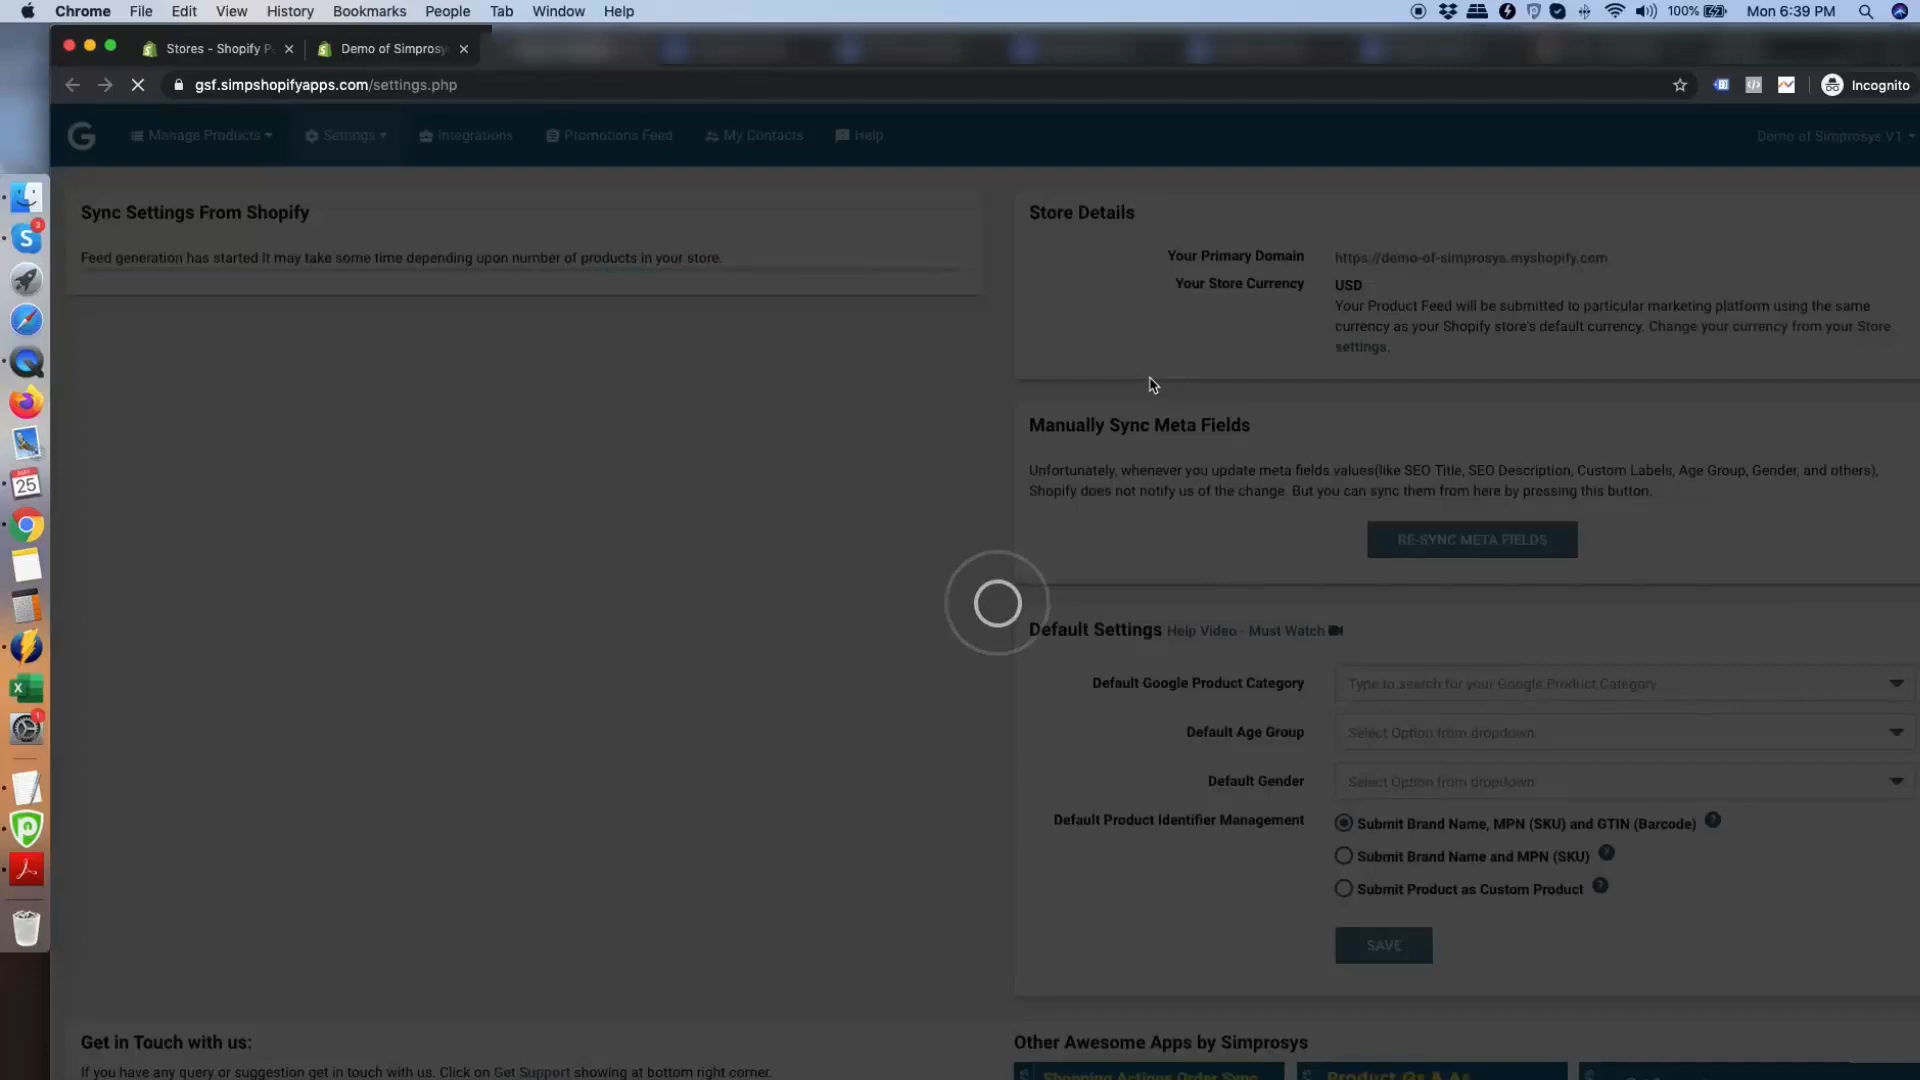 Chrome File Edit View History Bookmarks People Tab Window Help
100% Mon 6:39 PM
Stores - Shopify P
Demo of Simprosy
gsf.simpshopifyapps.com/settings.php
Incognito
G Manage Products Settings Integrations Promotions Feed My Contacts Help
Demo of Simprosys V1
Sync Settings From Shopify
Feed generation has started It may take some time depending upon number of products in your store.
Store Details
Your Primary Domain https://demo-of-simprosys.myshopify.com
Your Store Currency USD
Your Product Feed will be submitted to particular marketing platform using the same
currency as your Shopify store's default currency. Change your currency from your Store
settings.
Manually Sync Meta Fields
Unfortunately, whenever you update meta fields values(like SEO Title, SEO Description, Custom Labels, Age Group, Gender, and others),
Shopify does not notify us of the change. But you can sync them from here by pressing this button.
RE-SYNC META FIELDS
Default Settings Help Video - Must Watch
Default Google Product Category Type to search for your Google Product Category
Default Age Group Select Option from dropdown
Default Gender Select Option from dropdown
Default Product Identifier Management
Submit Brand Name, MPN (SKU) and GTIN (Barcode) ?
Submit Brand Name and MPN (SKU) ?
Submit Product as Custom Product ?
SAVE
Get in Touch with us:
If you have any query or suggestion get in touch with us. Click on Get Support showing at bottom right corner.
Other Awesome Apps by Simprosys
Shopping Actions Order Sync
Product Qs & As
3
S
MAY
25
X
1